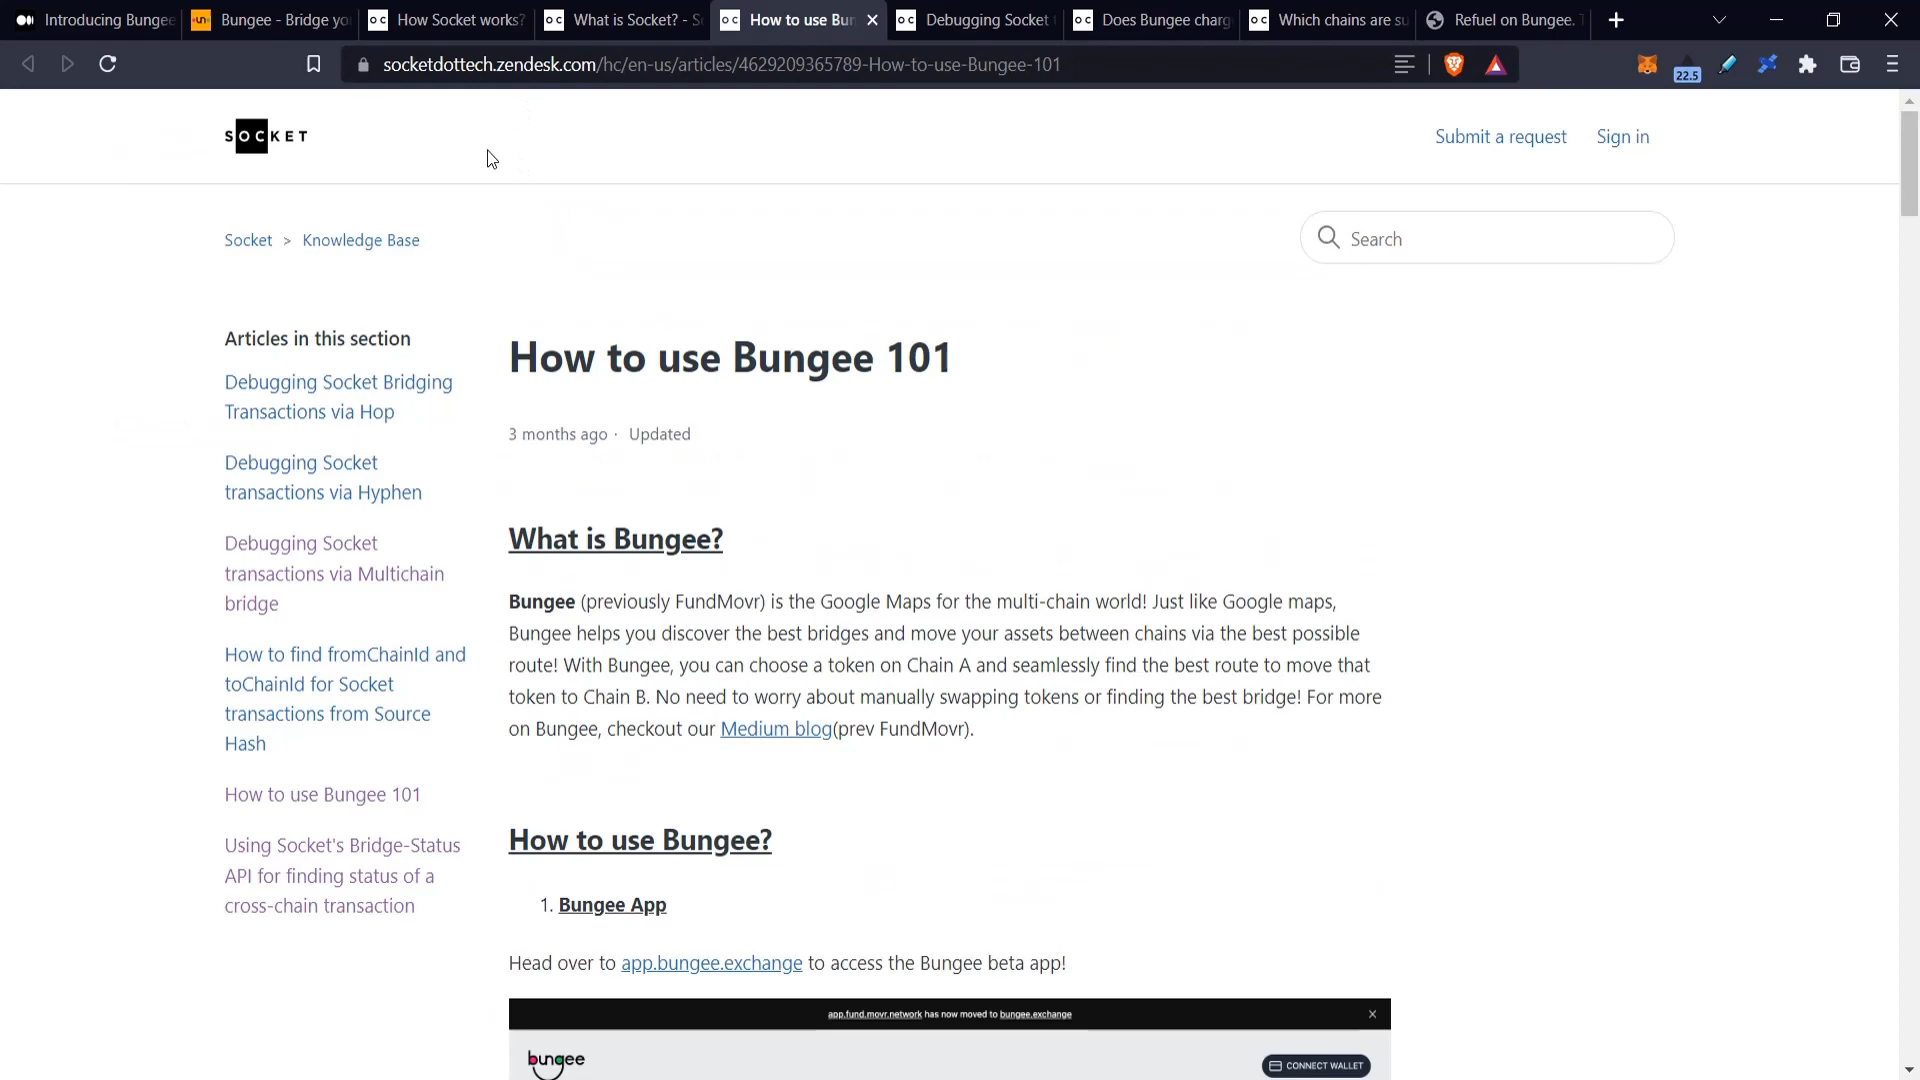 Introducing Bungee
Bungee - Bridge yo
How Socket works?
What is Socket? - S
How to use Bun
Debugging Socket
Does Bungee charg
Which chains are su
Refuel on Bungee.
socketdottech.zendesk.com/hc/en-us/articles/4629209365789-How-to-use-Bungee-101
22.5
SOCKET
Submit a request
Sign in
Socket > Knowledge Base
Search
Articles in this section
Debugging Socket Bridging
Transactions via Hop
Debugging Socket
transactions via Hyphen
Debugging Socket
transactions via Multichain
bridge
How to find fromChainId and
toChainId for Socket
transactions from Source
Hash
How to use Bungee 101
Using Socket's Bridge-Status
API for finding status of a
cross-chain transaction
How to use Bungee 101
3 months ago · Updated
What is Bungee?
Bungee (previously FundMovr) is the Google Maps for the multi-chain world! Just like Google maps,
Bungee helps you discover the best bridges and move your assets between chains via the best possible
route! With Bungee, you can choose a token on Chain A and seamlessly find the best route to move that
token to Chain B. No need to worry about manually swapping tokens or finding the best bridge! For more
on Bungee, checkout our Medium blog(prev FundMovr).
How to use Bungee?
1. Bungee App
Head over to app.bungee.exchange to access the Bungee beta app!
app.fund.movr.network has now moved to bungee.exchange
bungee
CONNECT WALLET